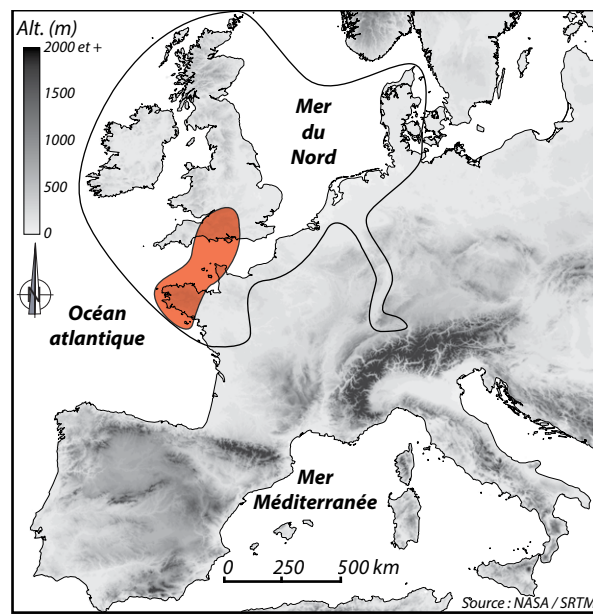 Alt. (m)
2000 et +
1500
1000
500
0
N
Mer
du
Nord
Océan
atlantique
Mer
Méditerranée
0 250 500 km
Source : NASA / SRTM